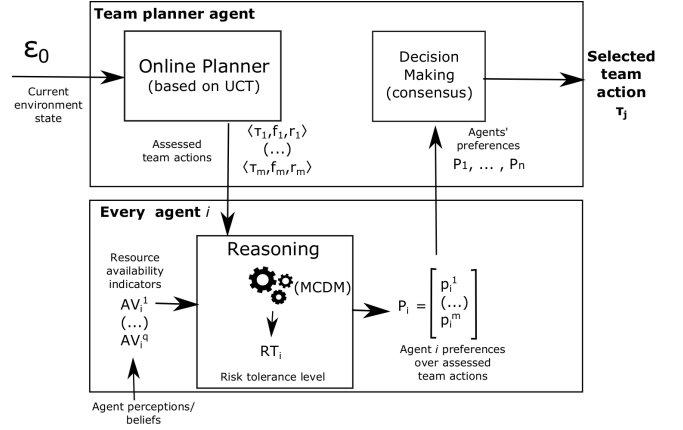 Team planner agent
ε₀
Current
environment
state
Online Planner
(based on UCT)
Decision
Making
(consensus)
Selected
team
action
τⱼ
Assessed
team actions
⟨τ₁,f₁,r₁⟩
(...)
⟨τₘ,fₘ,rₘ⟩
Agents'
preferences
P₁, ... , Pₙ
Every agent i
Resource
availability
indicators
AVᵢ¹
(...)
AVᵢ^q
Reasoning
(MCDM)
RTᵢ
Risk tolerance level
Pᵢ =
pᵢ¹
(...)
pᵢᵐ
Agent i preferences
over assessed
team actions
Agent perceptions/
beliefs